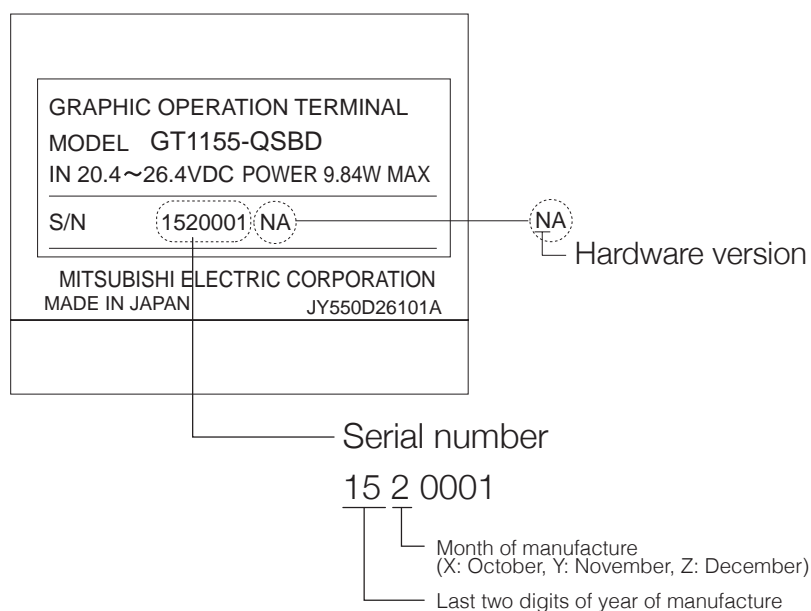 GRAPHIC OPERATION TERMINAL
MODEL GT1155-QSBD
IN 20.4～26.4VDC POWER 9.84W MAX
S/N 1520001 NA
NA
Hardware version
MITSUBISHI ELECTRIC CORPORATION
MADE IN JAPAN JY550D26101A
Serial number
15 2 0001
Month of manufacture
(X: October, Y: November, Z: December)
Last two digits of year of manufacture